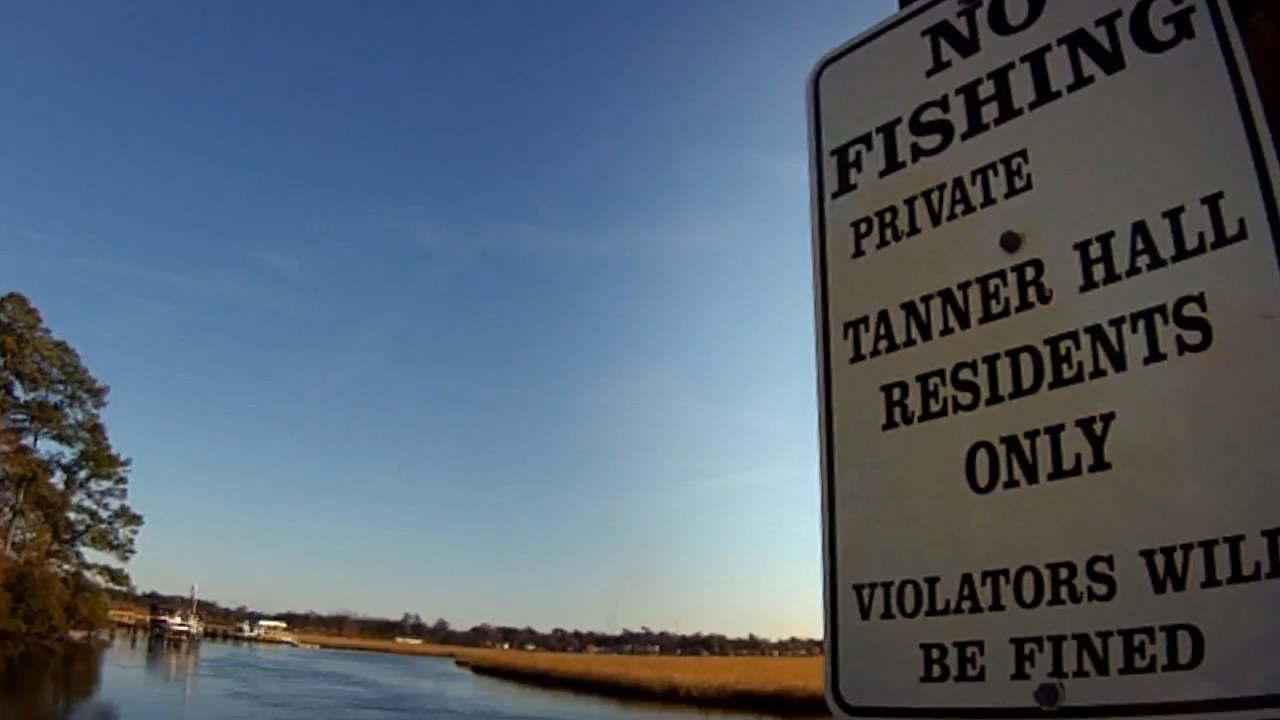 NO
FISHING
PRIVATE
TANNER HALL
RESIDENTS
ONLY
VIOLATORS WILL
BE FINED